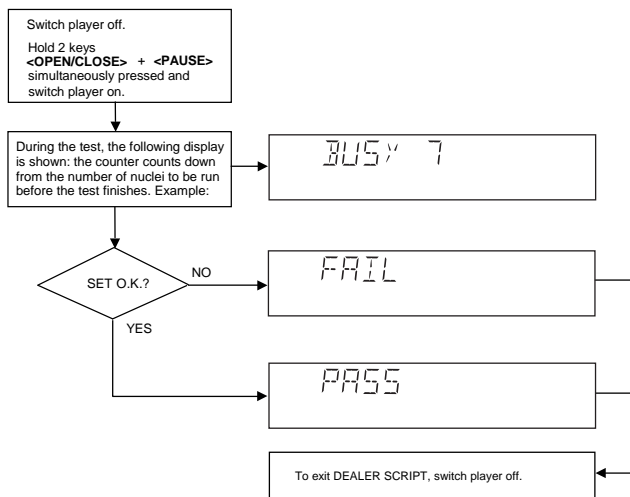 Switch player off.
Hold 2 keys
<OPEN/CLOSE> + <PAUSE>
simultaneously pressed and
switch player on.
During the test, the following display
is shown: the counter counts down
from the number of nuclei to be run
before the test finishes. Example:
BUSY 7
SET O.K.?
NO
FAIL
YES
PASS
To exit DEALER SCRIPT, switch player off.